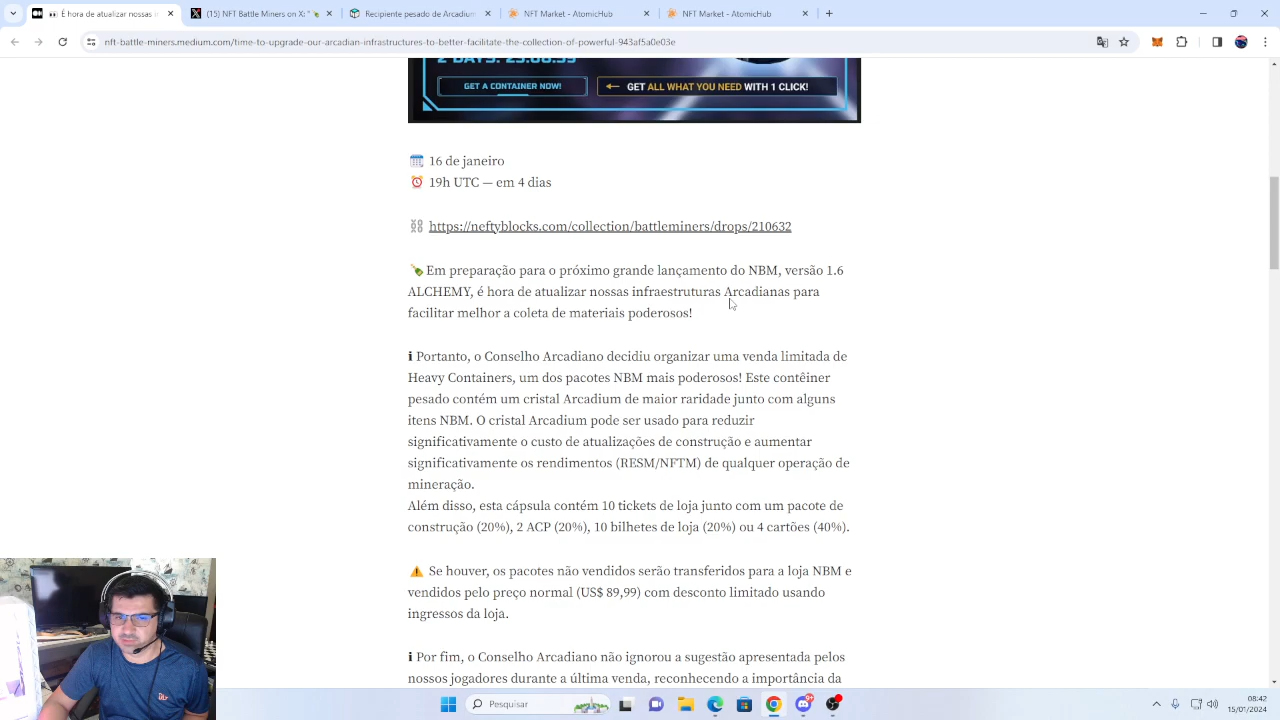 É hora de atualizar nossas i
(15) NFT Battle Miners on X: "
Recipiente pesado de Arcadium
NFT Market - AtomicHub
NFT Market - AtomicHub
nft-battle-miners.medium.com/time-to-upgrade-our-arcadian-infrastructures-to-better-facilitate-the-collection-of-powerful-943af5a0e03e
2 DAYS: 23:08:35
GET A CONTAINER NOW!
GET ALL WHAT YOU NEED WITH 1 CLICK!
16 de janeiro
19h UTC — em 4 dias
https://neftyblocks.com/collection/battleminers/drops/210632
Em preparação para o próximo grande lançamento do NBM, versão 1.6
ALCHEMY, é hora de atualizar nossas infraestruturas Arcadianas para
facilitar melhor a coleta de materiais poderosos!
Portanto, o Conselho Arcadiano decidiu organizar uma venda limitada de
Heavy Containers, um dos pacotes NBM mais poderosos! Este contêiner
pesado contém um cristal Arcadium de maior raridade junto com alguns
itens NBM. O cristal Arcadium pode ser usado para reduzir
significativamente o custo de atualizações de construção e aumentar
significativamente os rendimentos (RESM/NFTM) de qualquer operação de
mineração.
Além disso, esta cápsula contém 10 tickets de loja junto com um pacote de
construção (20%), 2 ACP (20%), 10 bilhetes de loja (20%) ou 4 cartões (40%).
Se houver, os pacotes não vendidos serão transferidos para a loja NBM e
vendidos pelo preço normal (US$ 89,99) com desconto limitado usando
ingressos da loja.
Por fim, o Conselho Arcadiano não ignorou a sugestão apresentada pelos
nossos jogadores durante a última venda, reconhecendo a importância da
Pesquisar
08:42
15/01/2024